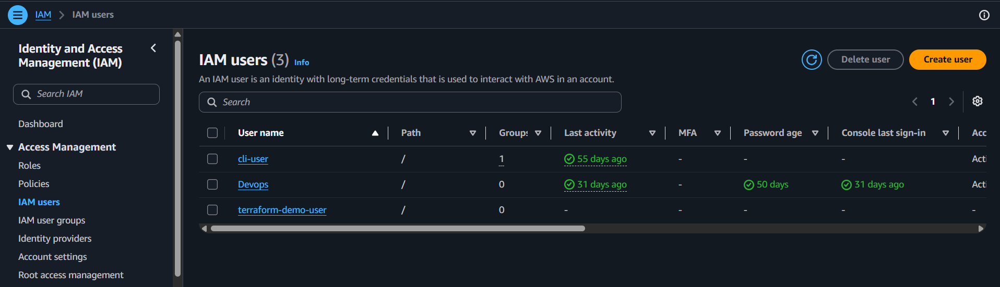 IAM > IAM users
Identity and Access
Management (IAM)
Search IAM
Dashboard
Access Management
Roles
Policies
IAM users
IAM user groups
Identity providers
Account settings
Root access management
IAM users (3) Info
Delete user
Create user
An IAM user is an identity with long-term credentials that is used to interact with AWS in an account.
Search
1
User name Path Groups Last activity MFA Password age Console last sign-in Acc
cli-user / 1 55 days ago - - - Acti
Devops / 0 31 days ago - 50 days 31 days ago Acti
terraform-demo-user / 0 - - - - -